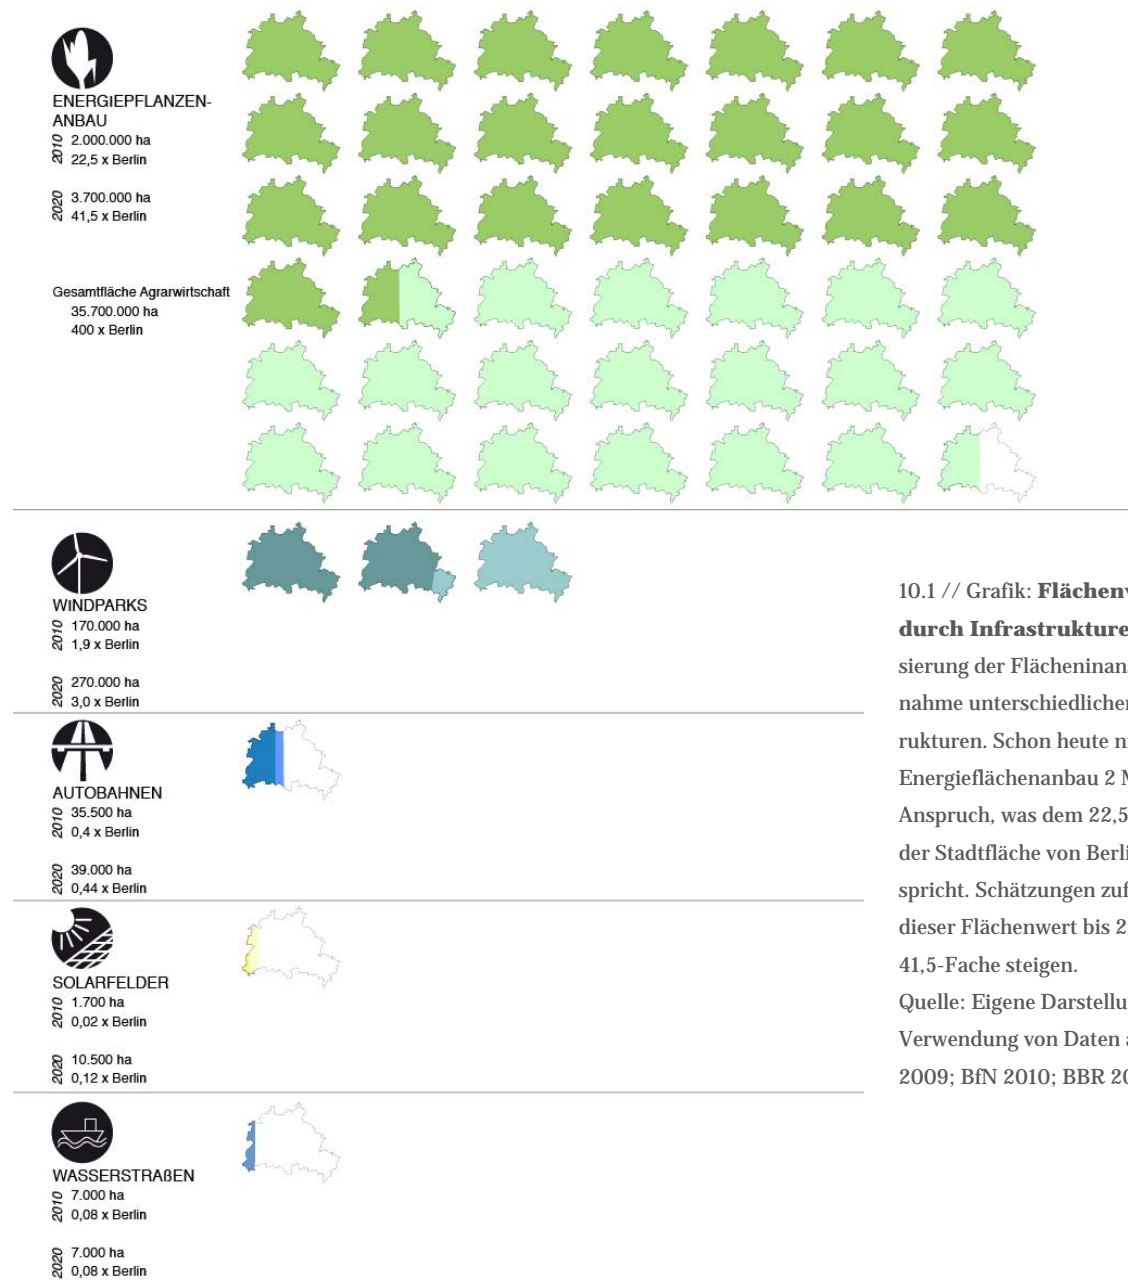 ENERGIEPFLANZEN-
ANBAU
2010 2.000.000 ha
22,5 x Berlin
2020 3.700.000 ha
41,5 x Berlin
Gesamtfläche Agrarwirtschaft
35.700.000 ha
400 x Berlin
WINDPARKS
2010 170.000 ha
1,9 x Berlin
2020 270.000 ha
3,0 x Berlin
AUTOBAHNEN
2010 35.500 ha
0,4 x Berlin
2020 39.000 ha
0,44 x Berlin
SOLARFELDER
2010 1.700 ha
0,02 x Berlin
2020 10.500 ha
0,12 x Berlin
WASSERSTRAßEN
2010 7.000 ha
0,08 x Berlin
2020 7.000 ha
0,08 x Berlin
10.1 // Grafik: Flächen
durch Infrastrukture
sierung der Flächeninan
nahme unterschiedliche
rukturen. Schon heute n
Energieflächenanbau 2
Anspruch, was dem 22,5
der Stadtfläche von Berl
spricht. Schätzungen zuf
dieser Flächenwert bis 2
41,5-Fache steigen.
Quelle: Eigene Darstellu
Verwendung von Daten a
2009; BfN 2010; BBR 20